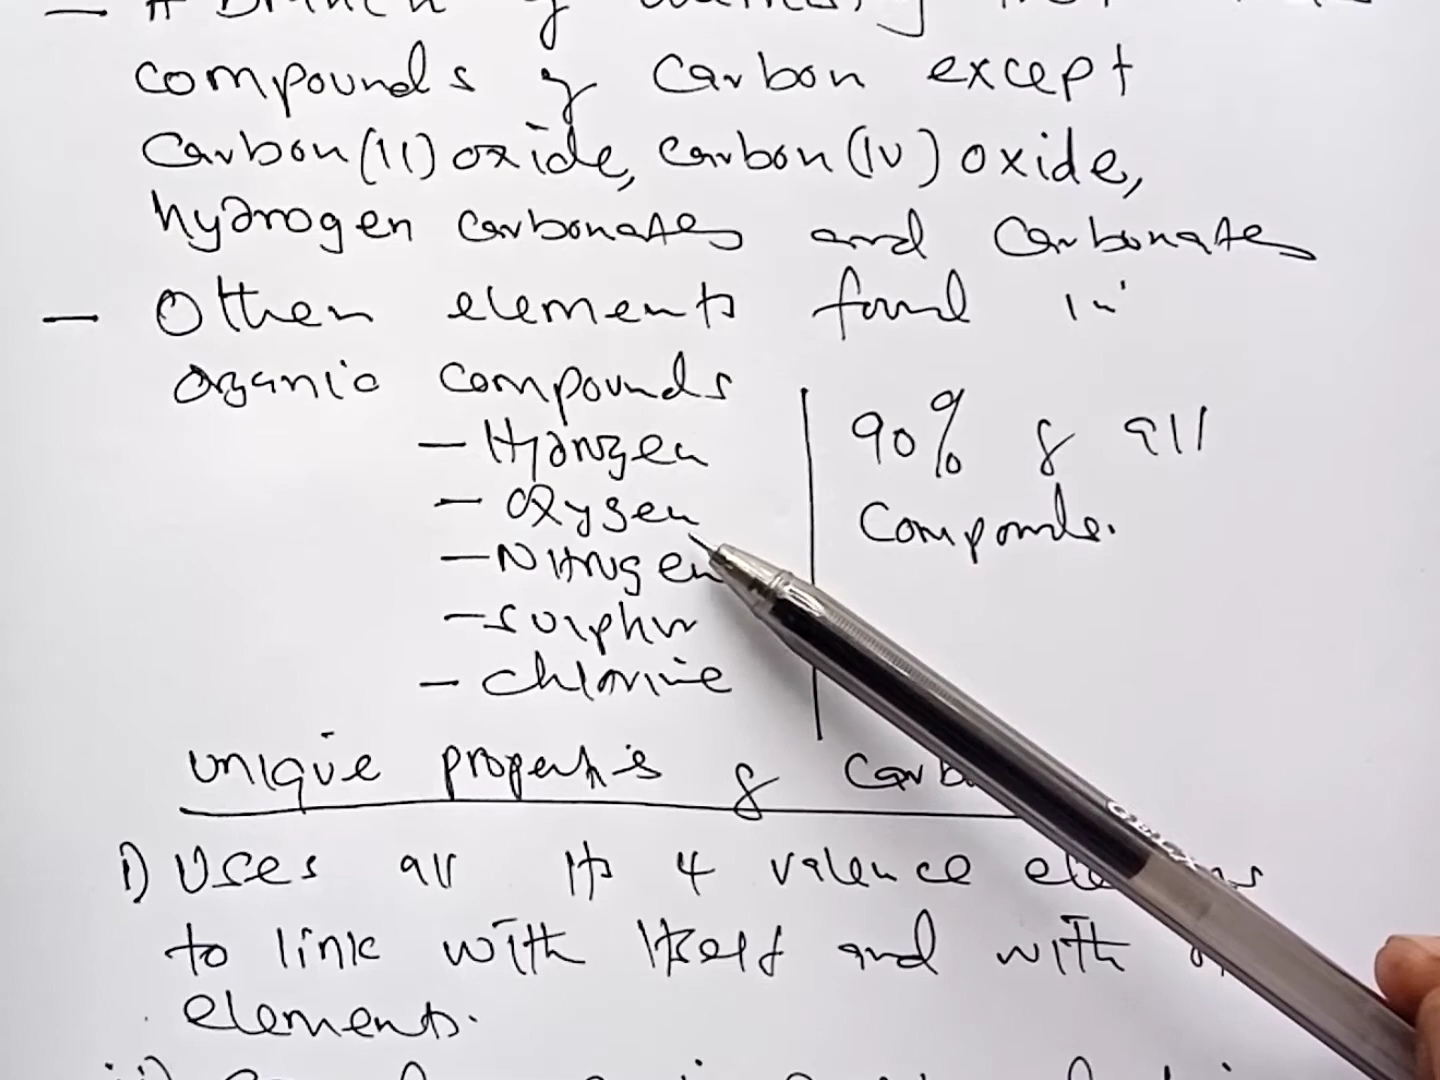 - A Branch of
compounds of carbon except
carbon(II) oxide, carbon(IV) oxide,
hydrogen carbonates and carbonates
- Other elements found in
organic compounds
- Hydrogen
- Oxygen
- Nitrogen
- Sulphur
- Chlorine
90% of all
compounds.
Unique properties of
i) Uses all its 4 valence
to link with itself and with
elements.